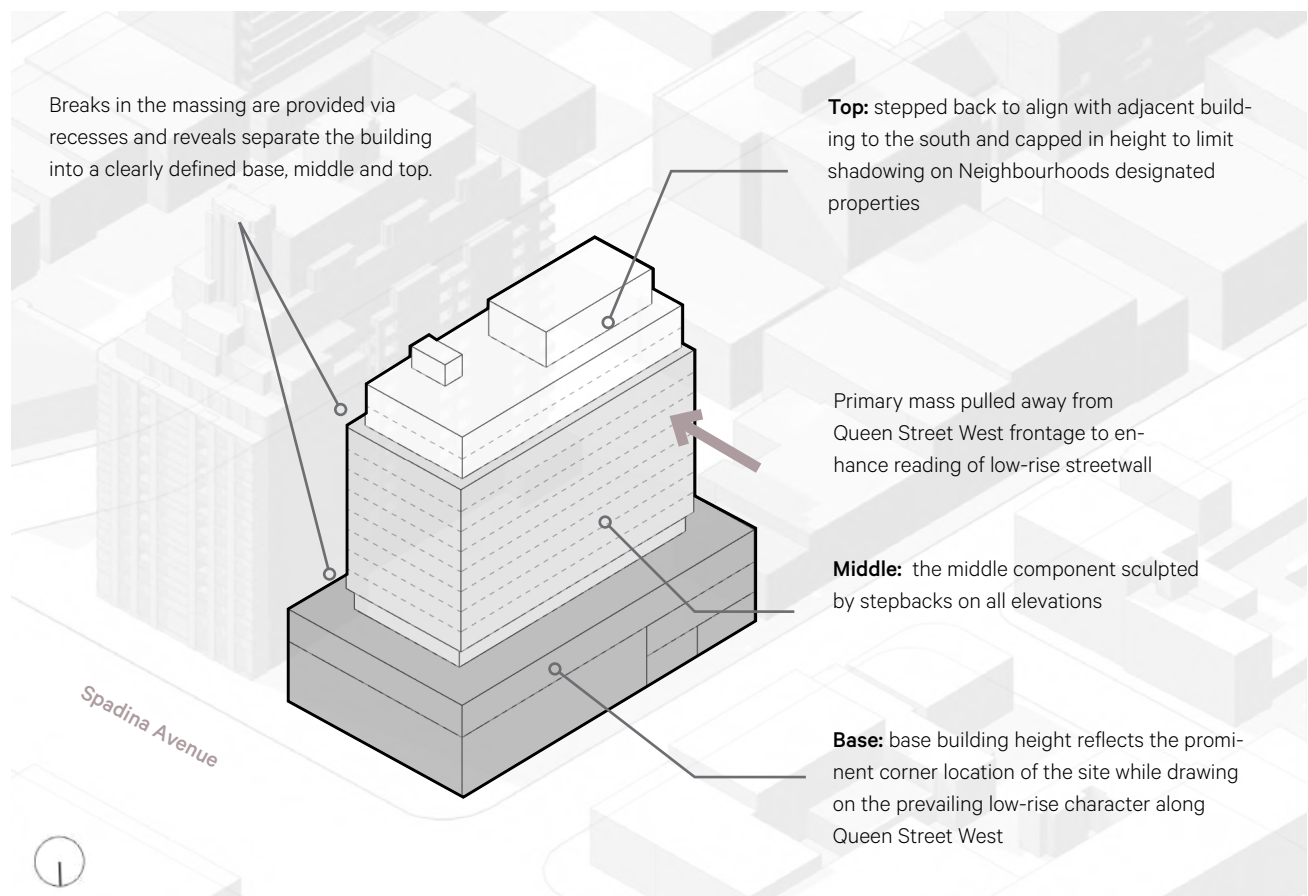 Breaks in the massing are provided via
recesses and reveals separate the building
into a clearly defined base, middle and top.
Top: stepped back to align with adjacent build-
ing to the south and capped in height to limit
shadowing on Neighbourhoods designated
properties
Primary mass pulled away from
Queen Street West frontage to en-
hance reading of low-rise streetwall
Middle: the middle component sculpted
by stepbacks on all elevations
Spadina Avenue
Base: base building height reflects the promi-
nent corner location of the site while drawing
on the prevailing low-rise character along
Queen Street West